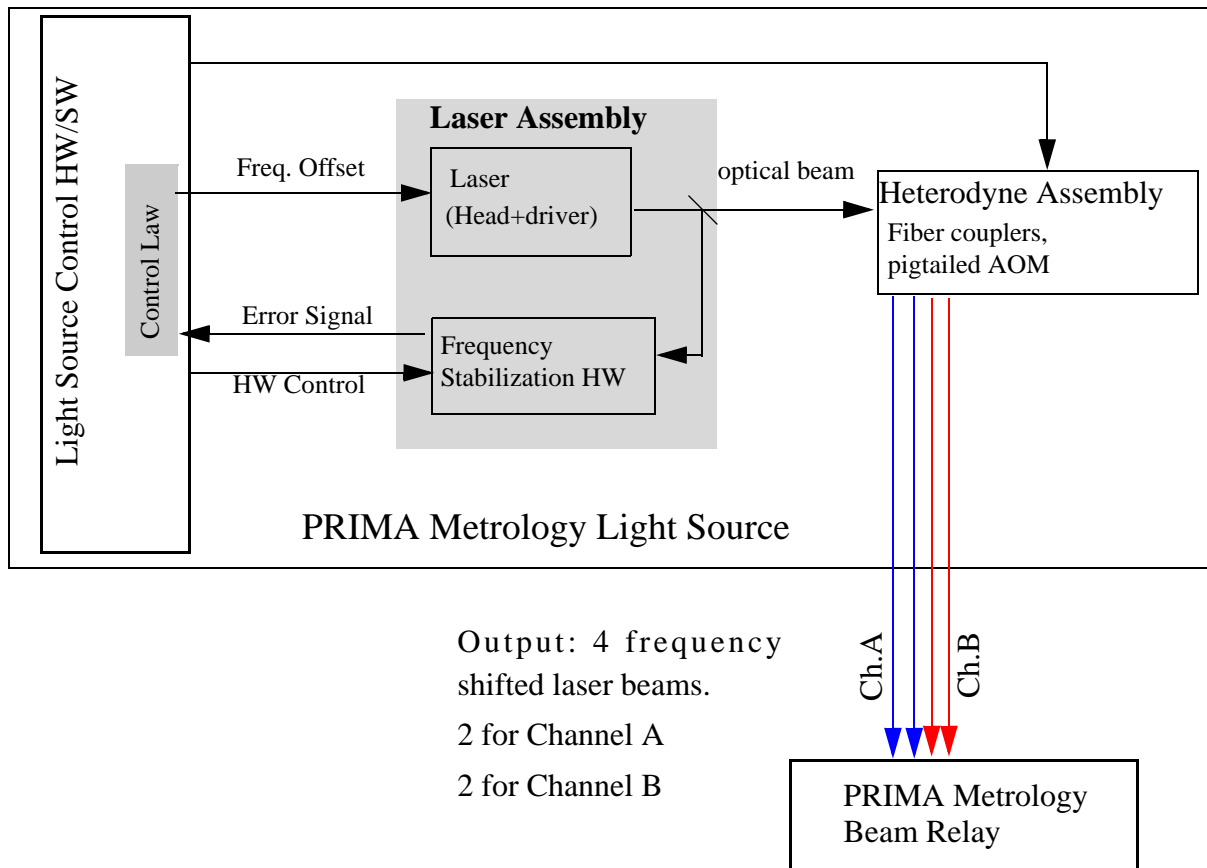 Light Source Control HW/SW
Control Law
Freq. Offset
Error Signal
HW Control
Laser Assembly
Laser
(Head+driver)
Frequency
Stabilization HW
optical beam
Heterodyne Assembly
Fiber couplers,
pigtailed AOM
PRIMA Metrology Light Source
Output: 4 frequency
shifted laser beams.
2 for Channel A
2 for Channel B
Ch.A
Ch.B
PRIMA Metrology
Beam Relay